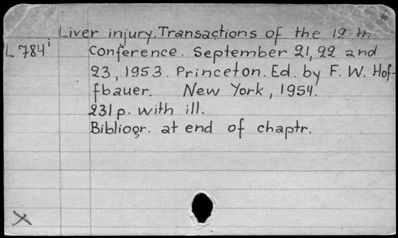 Liver injury. Transactions of the 12 th
L784¹ Conference. September 21, 22 and
23, 1953. Princeton. Ed. by F. W. Hof-
fbauer. New York, 1954.
231 p. with ill.
Bibliogr. at end of chaptr.
X